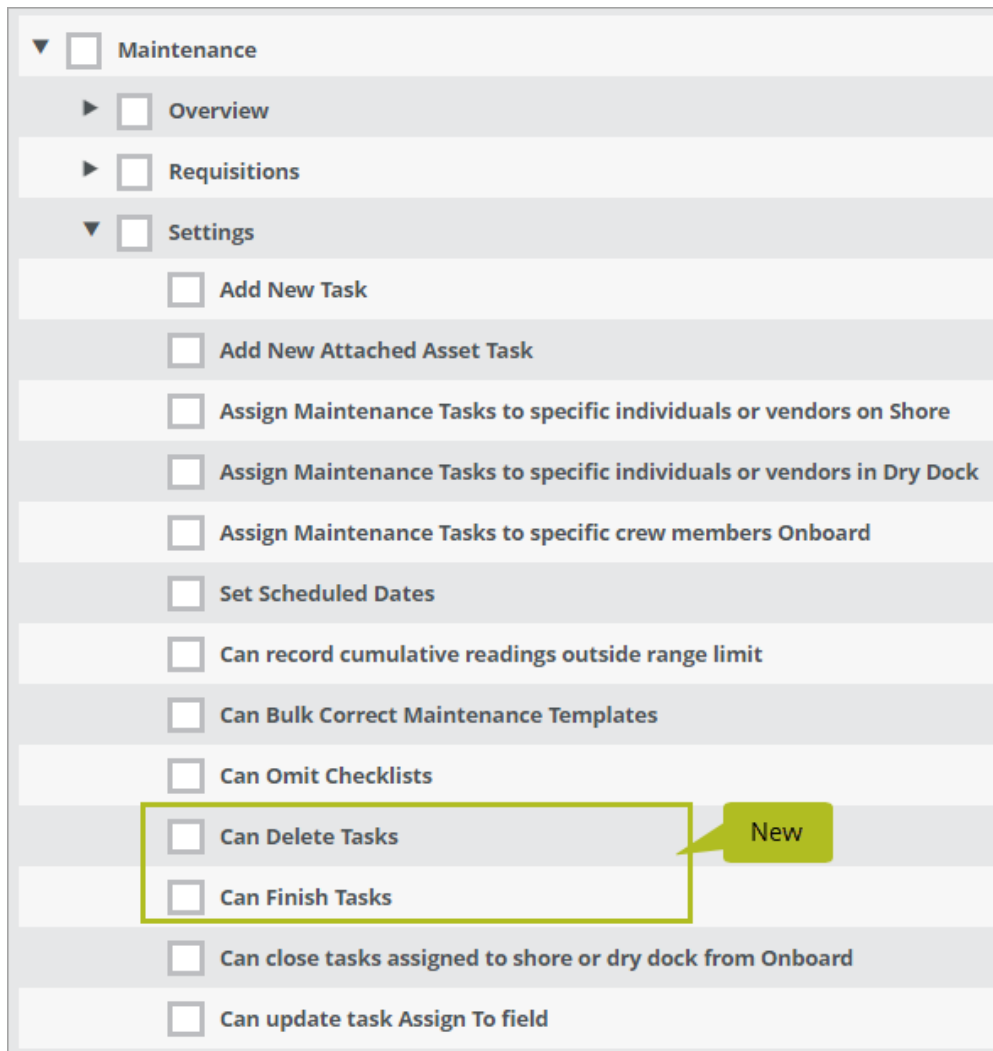 Maintenance
Overview
Requisitions
Settings
Add New Task
Add New Attached Asset Task
Assign Maintenance Tasks to specific individuals or vendors on Shore
Assign Maintenance Tasks to specific individuals or vendors in Dry Dock
Assign Maintenance Tasks to specific crew members Onboard
Set Scheduled Dates
Can record cumulative readings outside range limit
Can Bulk Correct Maintenance Templates
Can Omit Checklists
Can Delete Tasks
New
Can Finish Tasks
Can close tasks assigned to shore or dry dock from Onboard
Can update task Assign To field